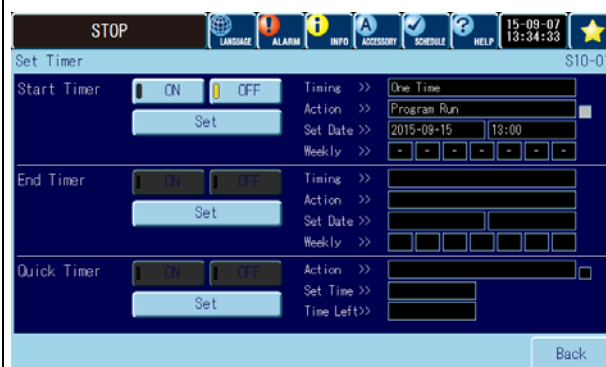 STOP LANGUAGE ALARM INFO ACCESSORY SCHEDULE HELP 15-09-07
13:34:33
Set Timer S10-01
Start Timer ON OFF Timing >> One Time
Action >> Program Run
Set Set Date >> 2015-09-15 13:00
Weekly >> - - - - - - -
End Timer ON OFF Timing >>
Action >>
Set Set Date >>
Weekly >>
Quick Timer ON OFF Action >>
Set Time >>
Set Time Left>>
Back